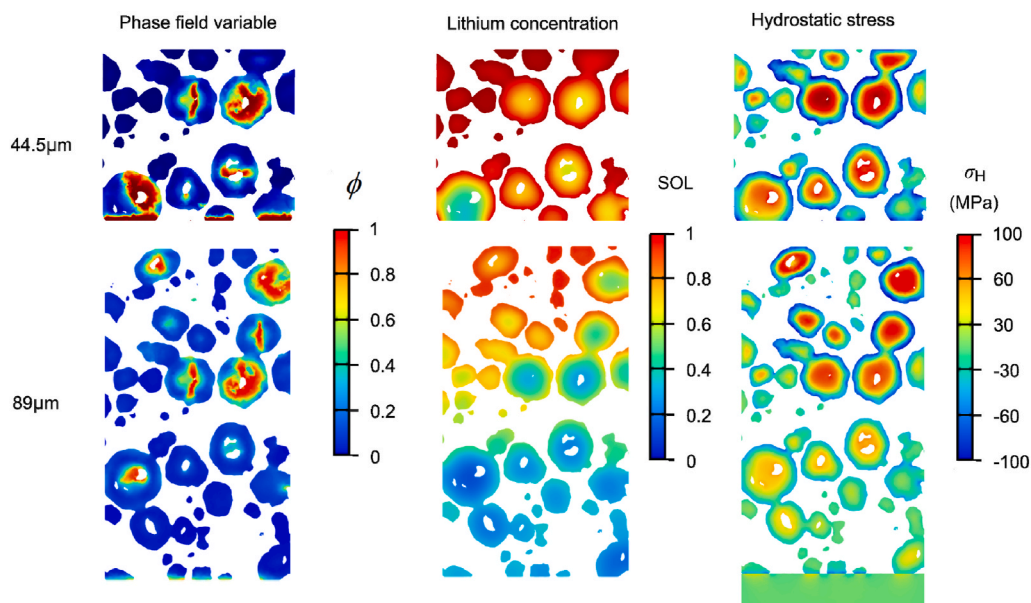 Phase field variable Lithium concentration Hydrostatic stress
44.5μm
ϕ
SOL
σH
(MPa)
1 1 100
0.8 0.8 60
0.6 0.6 30
0.4 0.4 -30
0.2 0.2 -60
0 0 -100
89μm